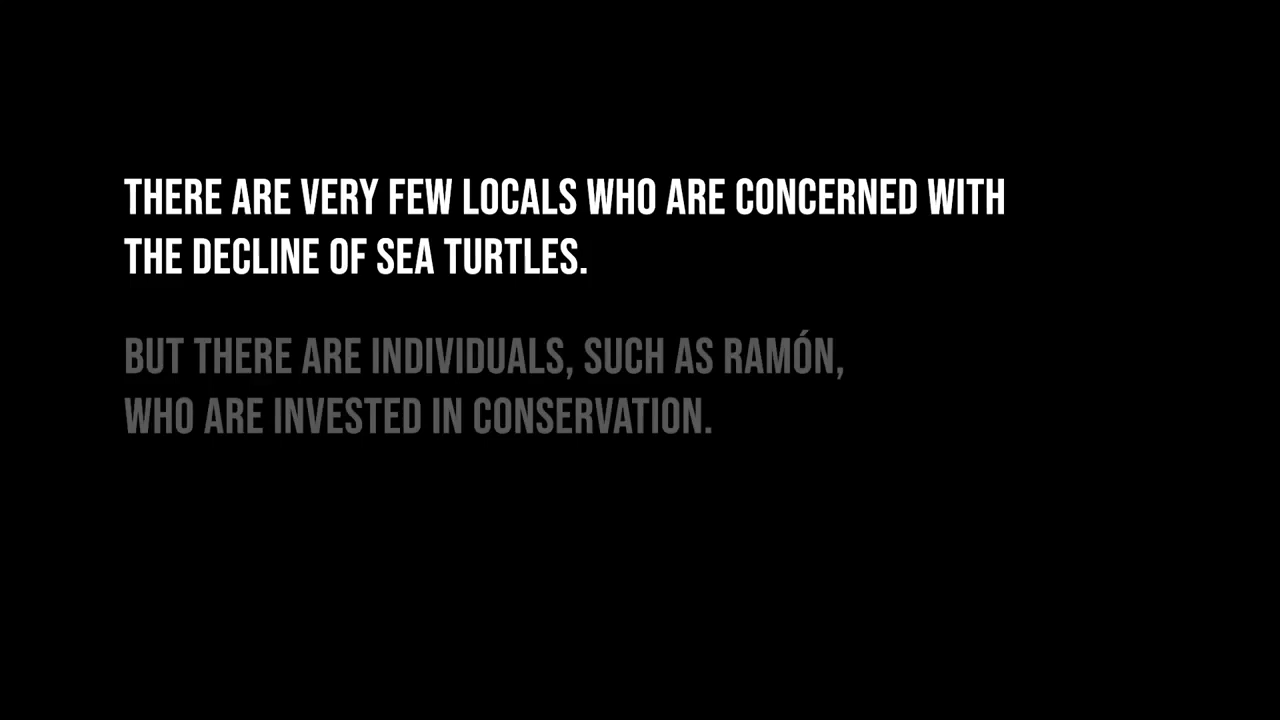 THERE ARE VERY FEW LOCALS WHO ARE CONCERNED WITH
THE DECLINE OF SEA TURTLES.
BUT THERE ARE INDIVIDUALS, SUCH AS RAMÓN,
WHO ARE INVESTED IN CONSERVATION.